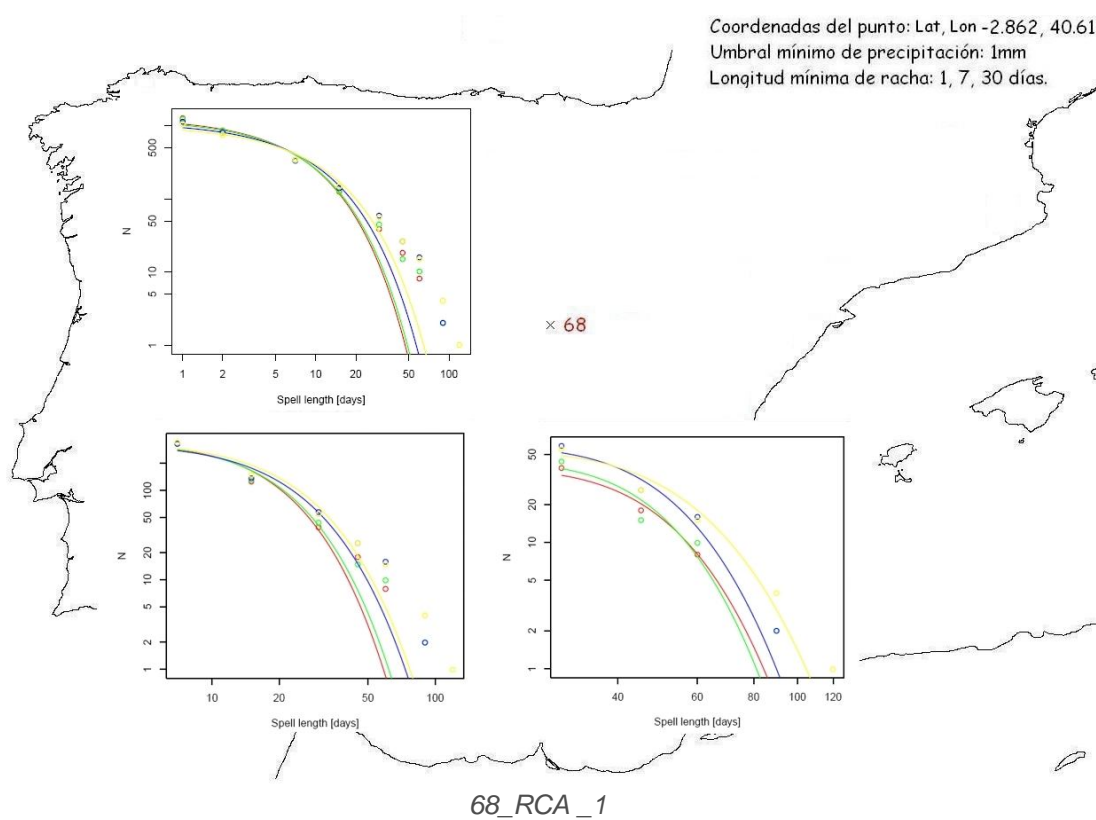 Coordenadas del punto: Lat, Lon -2.862, 40.61
Umbral mínimo de precipitación: 1mm
Longitud mínima de racha: 1, 7, 30 días.
500
50
10
5
1
N
1 2 5 10 20 50 100
Spell length [days]
× 68
100
50
20
10
5
2
1
N
10 20 50 100
Spell length [days]
50
20
10
5
2
1
N
40 60 80 100 120
Spell length [days]
68_RCA _1